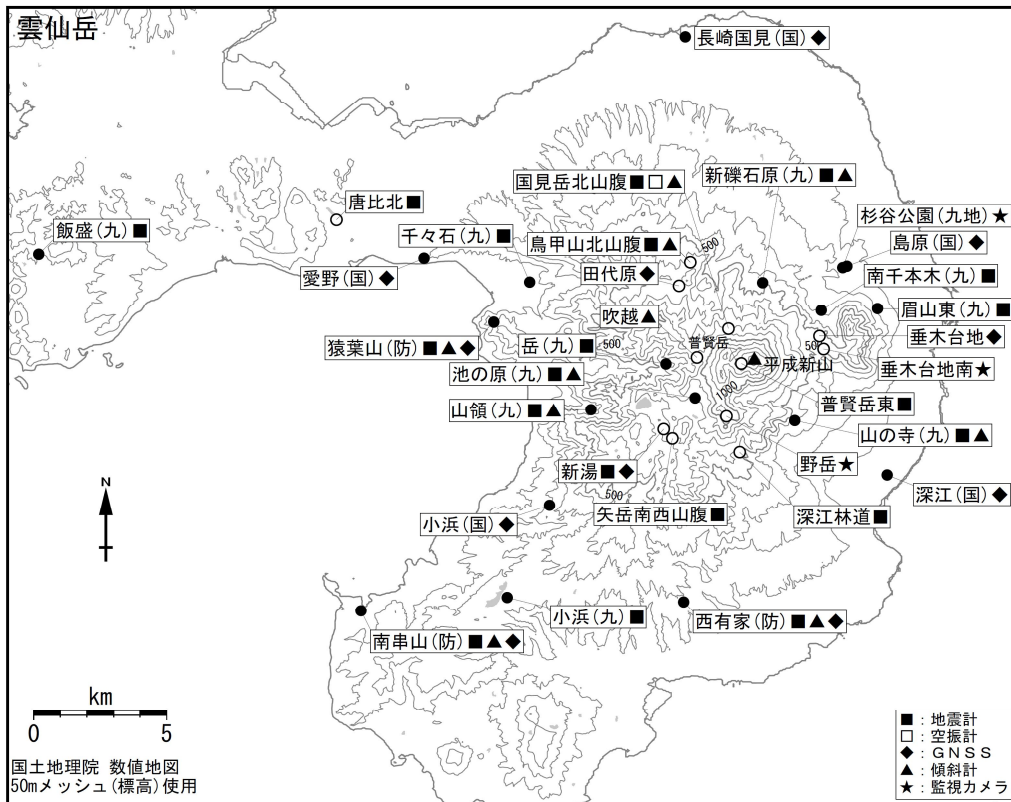 雲仙岳
長崎国見(国)◆
国見岳北山腹■□▲
新礫石原(九)■▲
唐比北■
杉谷公園(九地)★
飯盛(九)■
千々石(九)■
鳥甲山北山腹■▲
島原(国)◆
500
愛野(国)◆
田代原◆
南千本木(九)■
吹越▲
眉山東(九)■
猿葉山(防)■▲◆
岳(九)■
500
普賢岳
500
垂木台地◆
平成新山
垂木台地南★
池の原(九)■▲
1000
山領(九)■▲
普賢岳東■
山の寺(九)■▲
野岳★
新湯■◆
500
深江(国)◆
小浜(国)◆
矢岳南西山腹■
深江林道■
小浜(九)■
西有家(防)■▲◆
南串山(防)■▲◆
N
km
0 5
国土地理院 数値地図
50mメッシュ(標高)使用
■:地震計
□:空振計
◆:GNSS
▲:傾斜計
★:監視カメラ